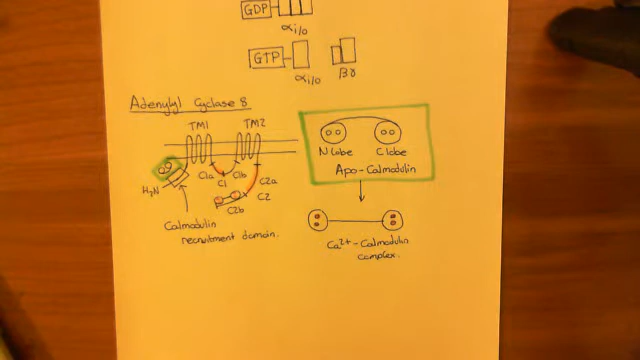 GDP
αi/o
GTP
αi/o
βγ
Adenylyl Cyclase 8
TM1
TM2
N Lobe
C lobe
Apo-Calmodulin
H₂N
C1a
C1
C1b
C2a
C2
C2b
Calmodulin
recruitment domain.
Ca²⁺-Calmodulin
complex.